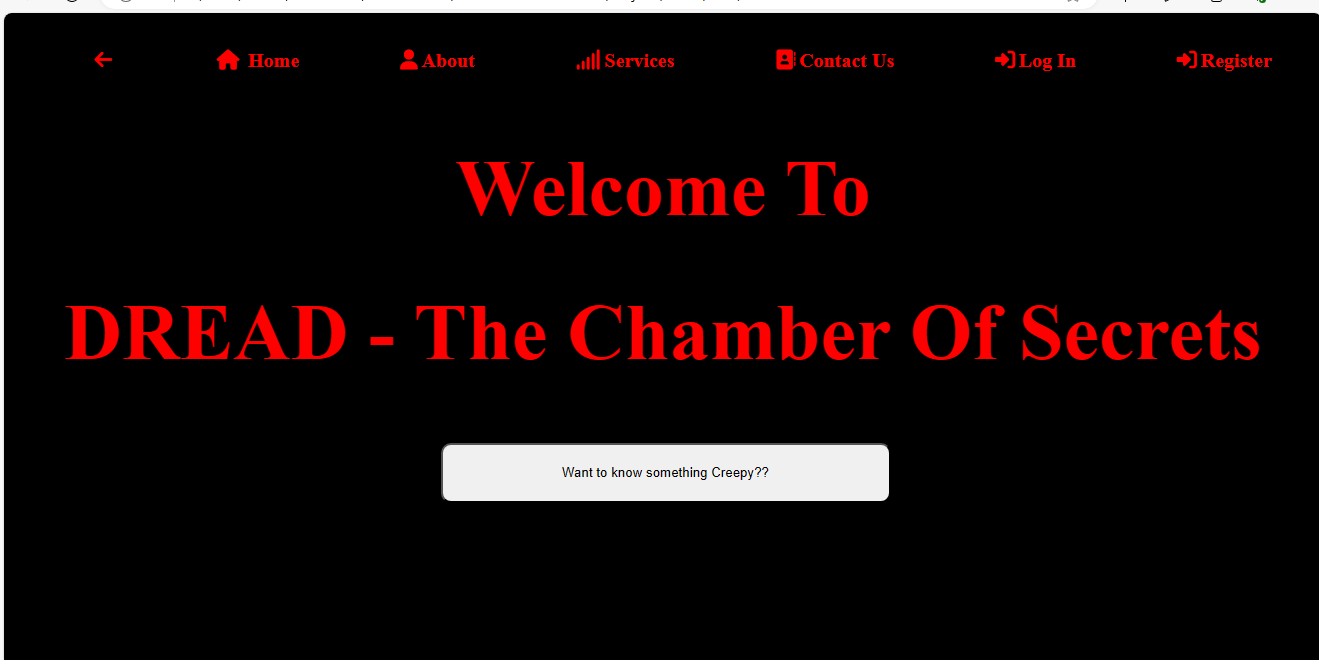 Home About Services Contact Us Log In Register
Welcome To
DREAD - The Chamber Of Secrets
Want to know something Creepy??